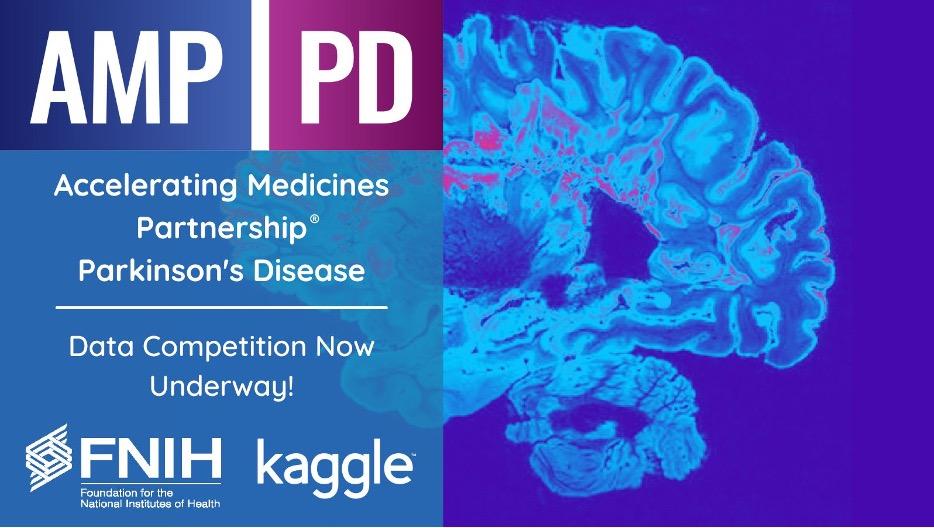 AMP PD
Accelerating Medicines
Partnership®
Parkinson's Disease
Data Competition Now
Underway!
FNIH
Foundation for the
National Institutes of Health
kaggle™